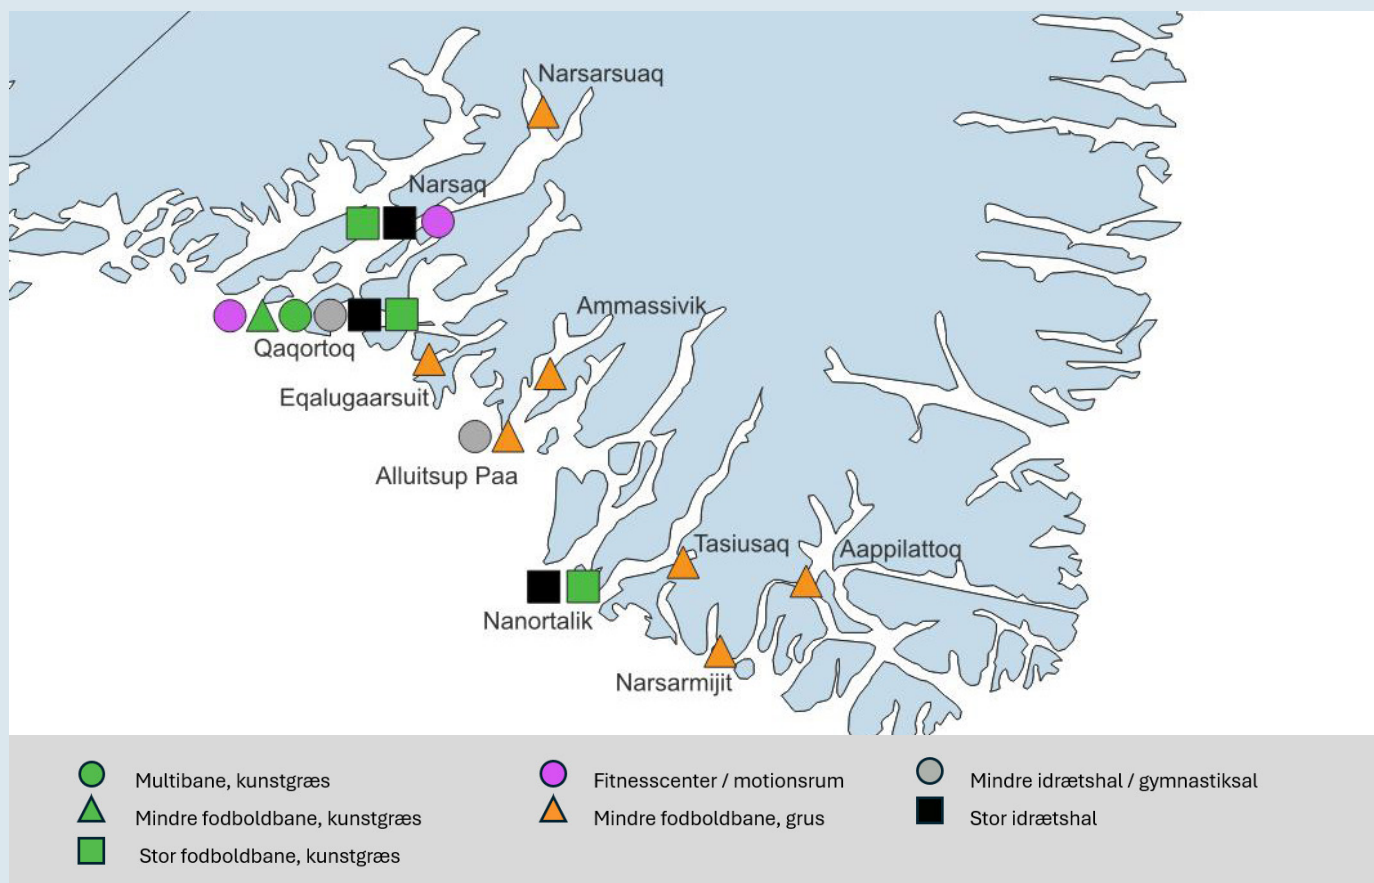 Narsarsuaq
Narsaq
Ammassivik
Qaqortoq
Eqalugaarsuit
Alluitsup Paa
Tasiusaq
Aappilattoq
Nanortalik
Narsarmijit
Multibane, kunstgræs
Mindre fodboldbane, kunstgræs
Stor fodboldbane, kunstgræs
Fitnesscenter / motionsrum
Mindre fodboldbane, grus
Mindre idrætshal / gymnastiksal
Stor idrætshal